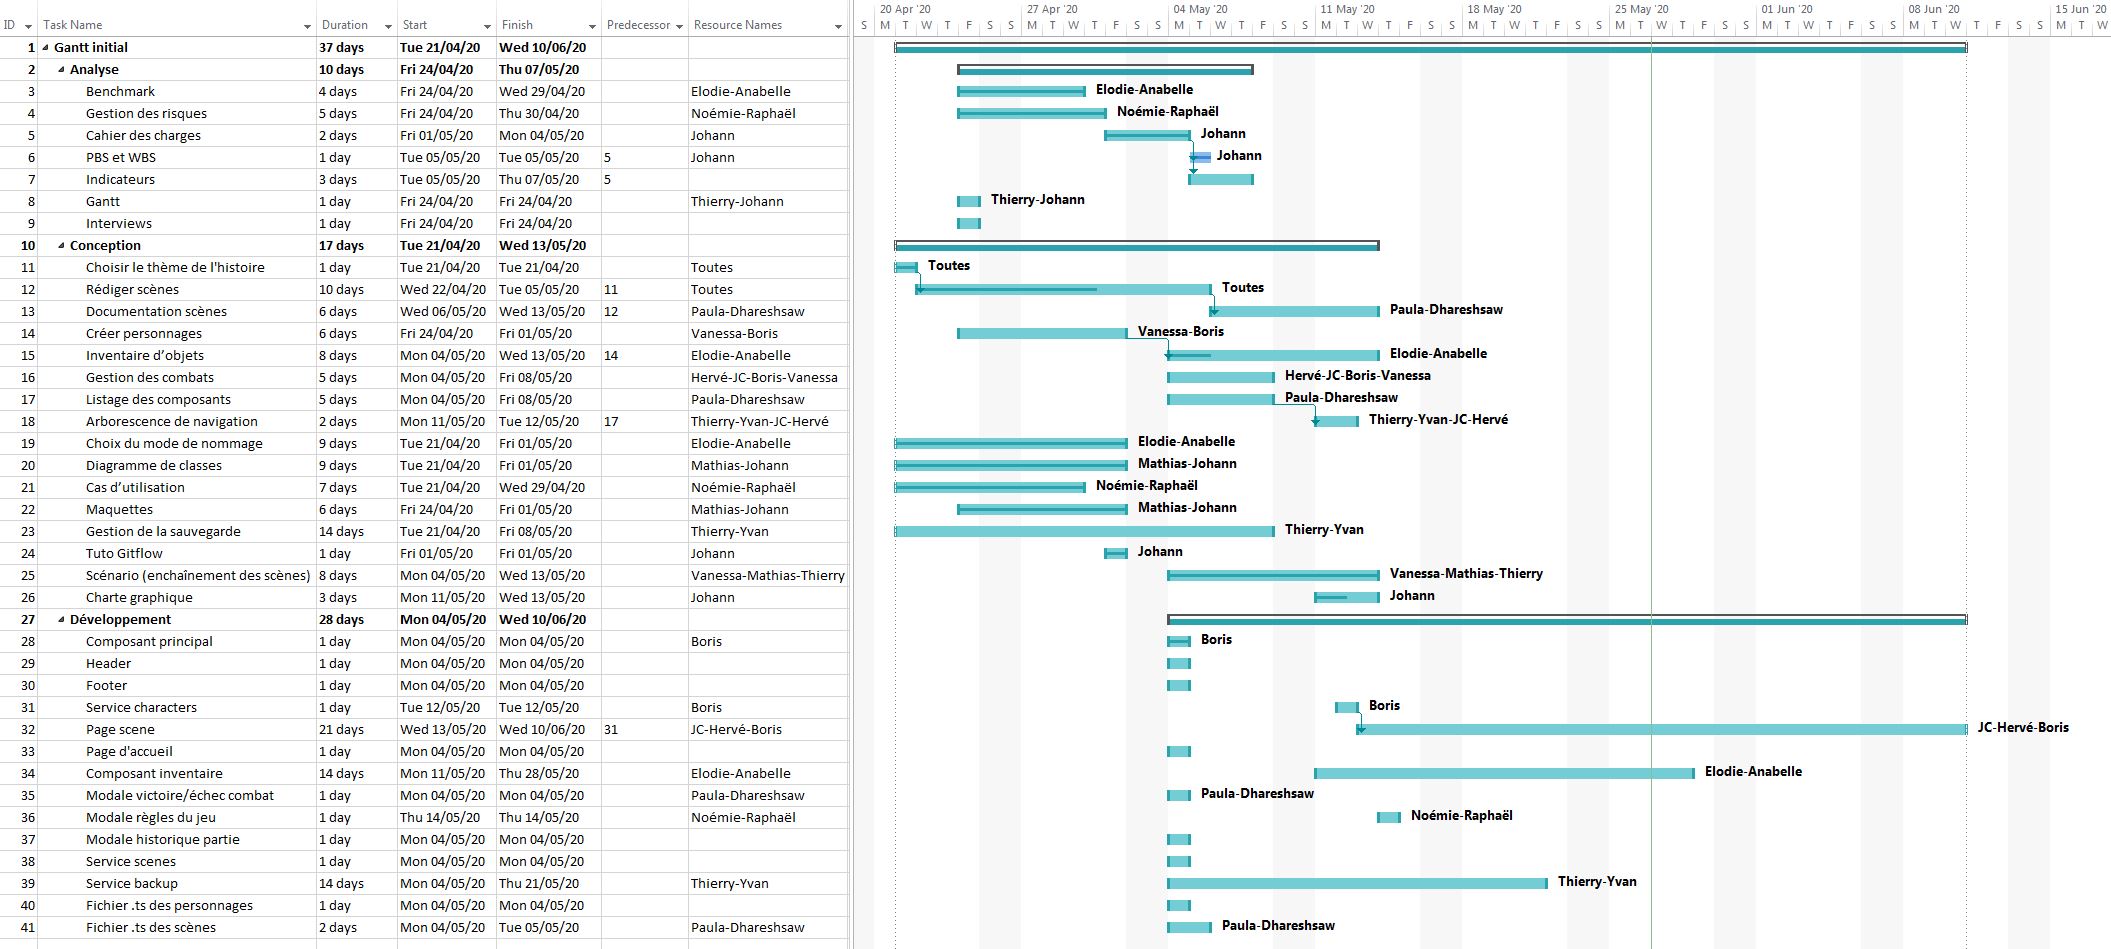 20 Apr '20 27 Apr '20 04 May '20 11 May '20 18 May '20 25 May '20 01 Jun '20 08 Jun '20 15 Jun '20
ID Task Name Duration Start Finish Predecessor Resource Names S M T W T F S S M T W T F S S M T W T F S S M T W T F S S M T W T F S S M T W T F S S M T W T F S S M T W T F S S M T W
1 Gantt initial 37 days Tue 21/04/20 Wed 10/06/20
2 Analyse 10 days Fri 24/04/20 Thu 07/05/20
3 Benchmark 4 days Fri 24/04/20 Wed 29/04/20 Elodie-Anabelle Elodie-Anabelle
4 Gestion des risques 5 days Fri 24/04/20 Thu 30/04/20 Noémie-Raphaël Noémie-Raphaël
5 Cahier des charges 2 days Fri 01/05/20 Mon 04/05/20 Johann Johann
6 PBS et WBS 1 day Tue 05/05/20 Tue 05/05/20 5 Johann Johann
7 Indicateurs 3 days Tue 05/05/20 Thu 07/05/20 5
8 Gantt 1 day Fri 24/04/20 Fri 24/04/20 Thierry-Johann Thierry-Johann
9 Interviews 1 day Fri 24/04/20 Fri 24/04/20
10 Conception 17 days Tue 21/04/20 Wed 13/05/20
11 Choisir le thème de l'histoire 1 day Tue 21/04/20 Tue 21/04/20 Toutes Toutes
12 Rédiger scènes 10 days Wed 22/04/20 Tue 05/05/20 11 Toutes Toutes
13 Documentation scènes 6 days Wed 06/05/20 Wed 13/05/20 12 Paula-Dhareshsaw Paula-Dhareshsaw
14 Créer personnages 6 days Fri 24/04/20 Fri 01/05/20 Vanessa-Boris Vanessa-Boris
15 Inventaire d’objets 8 days Mon 04/05/20 Wed 13/05/20 14 Elodie-Anabelle Elodie-Anabelle
16 Gestion des combats 5 days Mon 04/05/20 Fri 08/05/20 Hervé-JC-Boris-Vanessa Hervé-JC-Boris-Vanessa
17 Listage des composants 5 days Mon 04/05/20 Fri 08/05/20 Paula-Dhareshsaw Paula-Dhareshsaw
18 Arborescence de navigation 2 days Mon 11/05/20 Tue 12/05/20 17 Thierry-Yvan-JC-Hervé Thierry-Yvan-JC-Hervé
19 Choix du mode de nommage 9 days Tue 21/04/20 Fri 01/05/20 Elodie-Anabelle Elodie-Anabelle
20 Diagramme de classes 9 days Tue 21/04/20 Fri 01/05/20 Mathias-Johann Mathias-Johann
21 Cas d’utilisation 7 days Tue 21/04/20 Wed 29/04/20 Noémie-Raphaël Noémie-Raphaël
22 Maquettes 6 days Fri 24/04/20 Fri 01/05/20 Mathias-Johann Mathias-Johann
23 Gestion de la sauvegarde 14 days Tue 21/04/20 Fri 08/05/20 Thierry-Yvan Thierry-Yvan
24 Tuto Gitflow 1 day Fri 01/05/20 Fri 01/05/20 Johann Johann
25 Scénario (enchaînement des scènes) 8 days Mon 04/05/20 Wed 13/05/20 Vanessa-Mathias-Thierry Vanessa-Mathias-Thierry
26 Charte graphique 3 days Mon 11/05/20 Wed 13/05/20 Johann Johann
27 Développement 28 days Mon 04/05/20 Wed 10/06/20
28 Composant principal 1 day Mon 04/05/20 Mon 04/05/20 Boris Boris
29 Header 1 day Mon 04/05/20 Mon 04/05/20
30 Footer 1 day Mon 04/05/20 Mon 04/05/20
31 Service characters 1 day Tue 12/05/20 Tue 12/05/20 Boris Boris
32 Page scene 21 days Wed 13/05/20 Wed 10/06/20 31 JC-Hervé-Boris JC-Hervé-Boris
33 Page d'accueil 1 day Mon 04/05/20 Mon 04/05/20
34 Composant inventaire 14 days Mon 11/05/20 Thu 28/05/20 Elodie-Anabelle Elodie-Anabelle
35 Modale victoire/échec combat 1 day Mon 04/05/20 Mon 04/05/20 Paula-Dhareshsaw Paula-Dhareshsaw
36 Modale règles du jeu 1 day Thu 14/05/20 Thu 14/05/20 Noémie-Raphaël Noémie-Raphaël
37 Modale historique partie 1 day Mon 04/05/20 Mon 04/05/20
38 Service scenes 1 day Mon 04/05/20 Mon 04/05/20
39 Service backup 14 days Mon 04/05/20 Thu 21/05/20 Thierry-Yvan Thierry-Yvan
40 Fichier .ts des personnages 1 day Mon 04/05/20 Mon 04/05/20
41 Fichier .ts des scènes 2 days Mon 04/05/20 Tue 05/05/20 Paula-Dhareshsaw Paula-Dhareshsaw